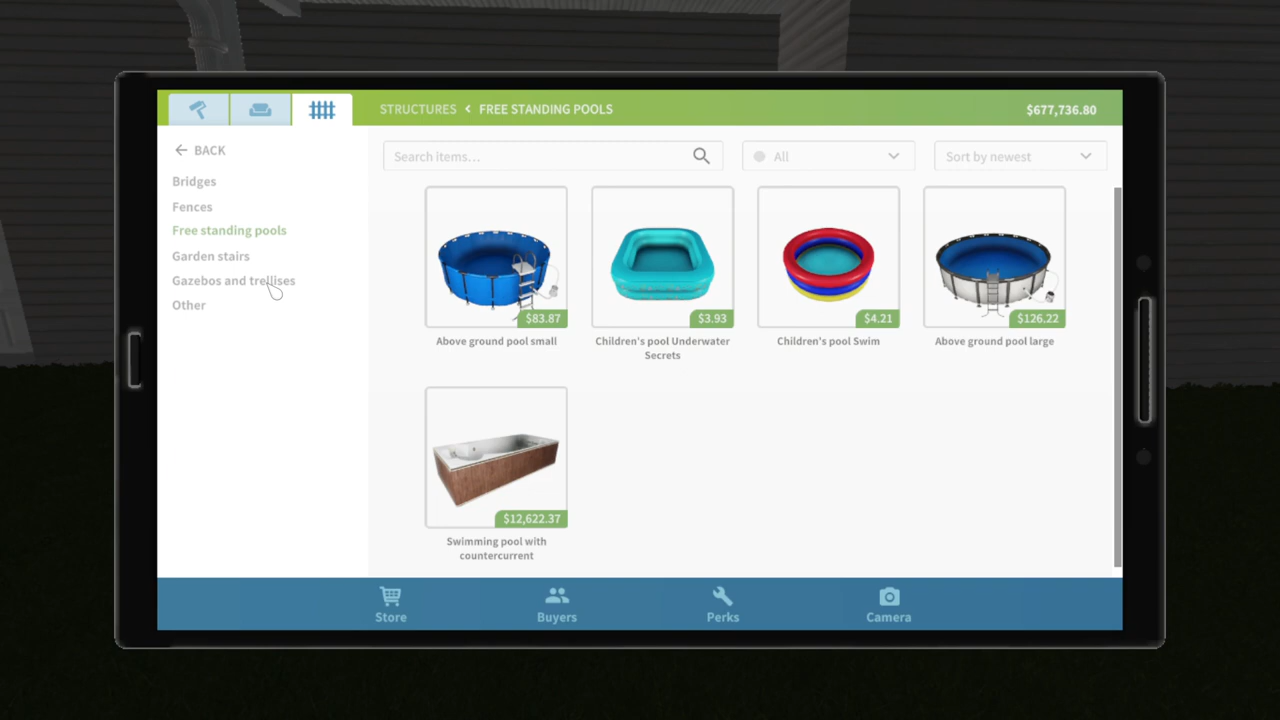 STRUCTURES < FREE STANDING POOLS
$677,736.80
BACK
Bridges
Fences
Free standing pools
Garden stairs
Gazebos and trellises
Other
Search items...
All
Sort by newest
$83.87
Above ground pool small
$3.93
Children's pool Underwater
Secrets
$4.21
Children's pool Swim
$126.22
Above ground pool large
$12,622.37
Swimming pool with
countercurrent
Store
Buyers
Perks
Camera